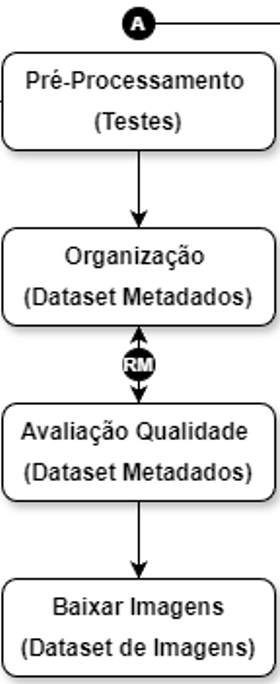 A
Pré-Processamento
(Testes)
Organização
(Dataset Metadados)
RM
Avaliação Qualidade
(Dataset Metadados)
Baixar Imagens
(Dataset de Imagens)